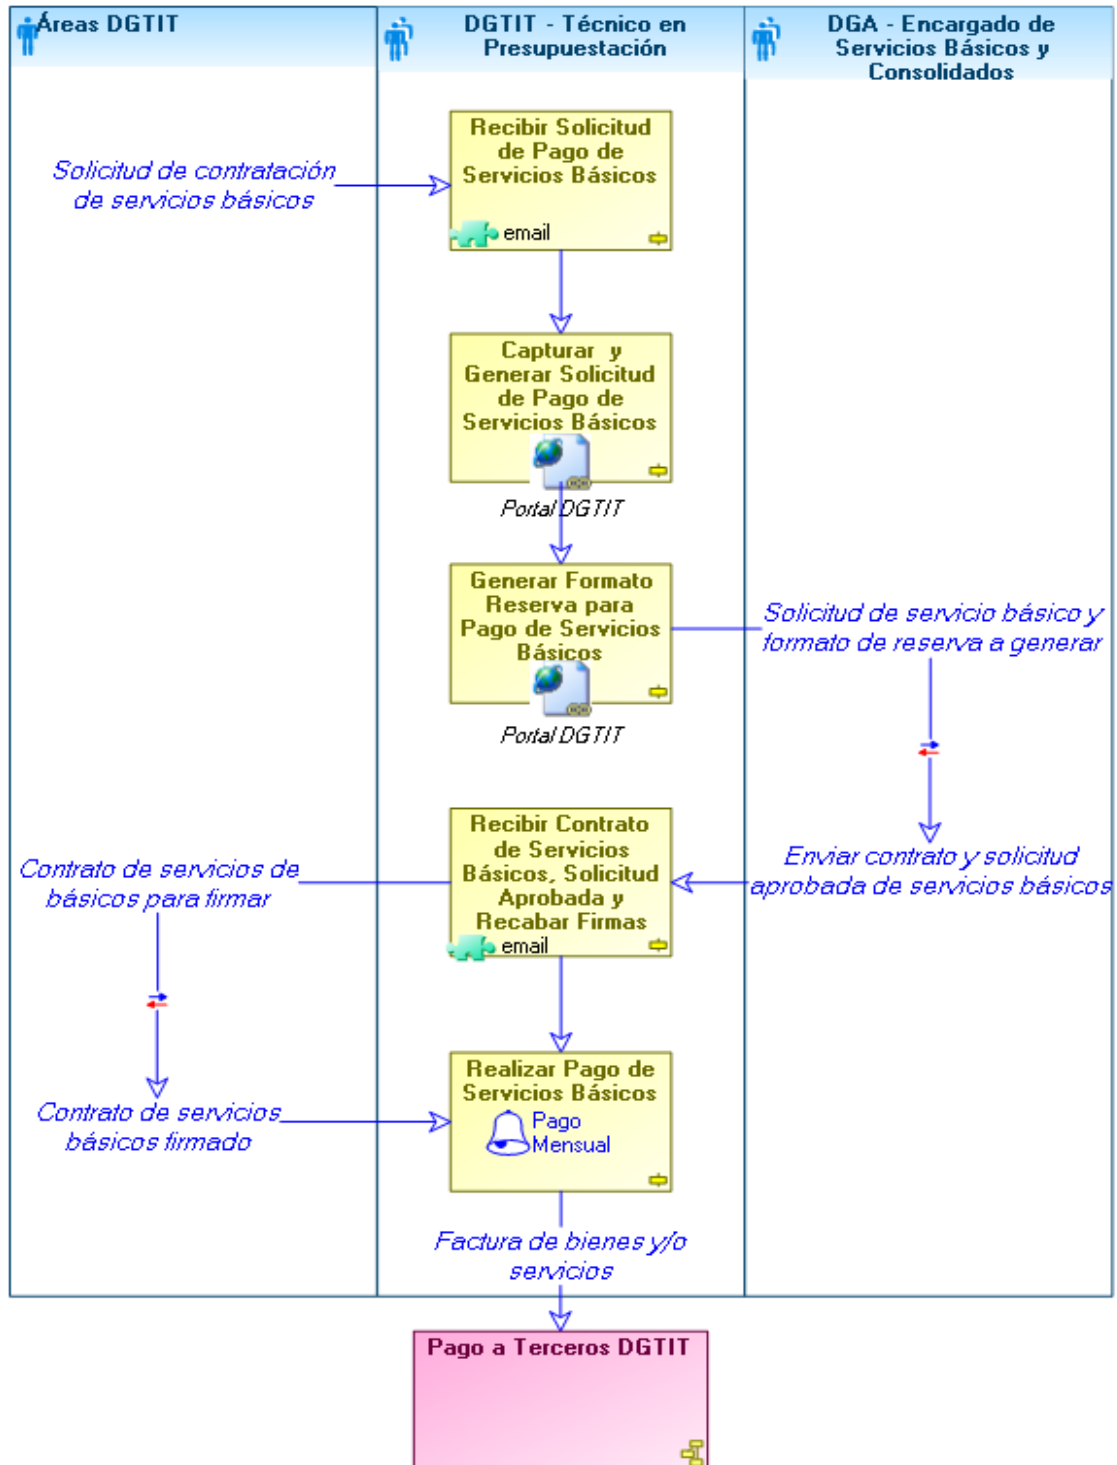 Áreas DGTIT
DGTIT - Técnico en
Presupuestación
DGA - Encargado de
Servicios Básicos y
Consolidados
Recibir Solicitud
de Pago de
Servicios Básicos
email
Solicitud de contratación
de servicios básicos
Capturar y
Generar Solicitud
de Pago de
Servicios Básicos
Portal DGTIT
Generar Formato
Reserva para
Pago de Servicios
Básicos
Portal DGTIT
Solicitud de servicio básico y
formato de reserva a generar
Recibir Contrato
de Servicios
Básicos, Solicitud
Aprobada y
Recabar Firmas
email
Enviar contrato y solicitud
aprobada de servicios básicos
Contrato de servicios de
básicos para firmar
Realizar Pago de
Servicios Básicos
Pago
Mensual
Contrato de servicios
básicos firmado
Factura de bienes y/o
servicios
Pago a Terceros DGTIT